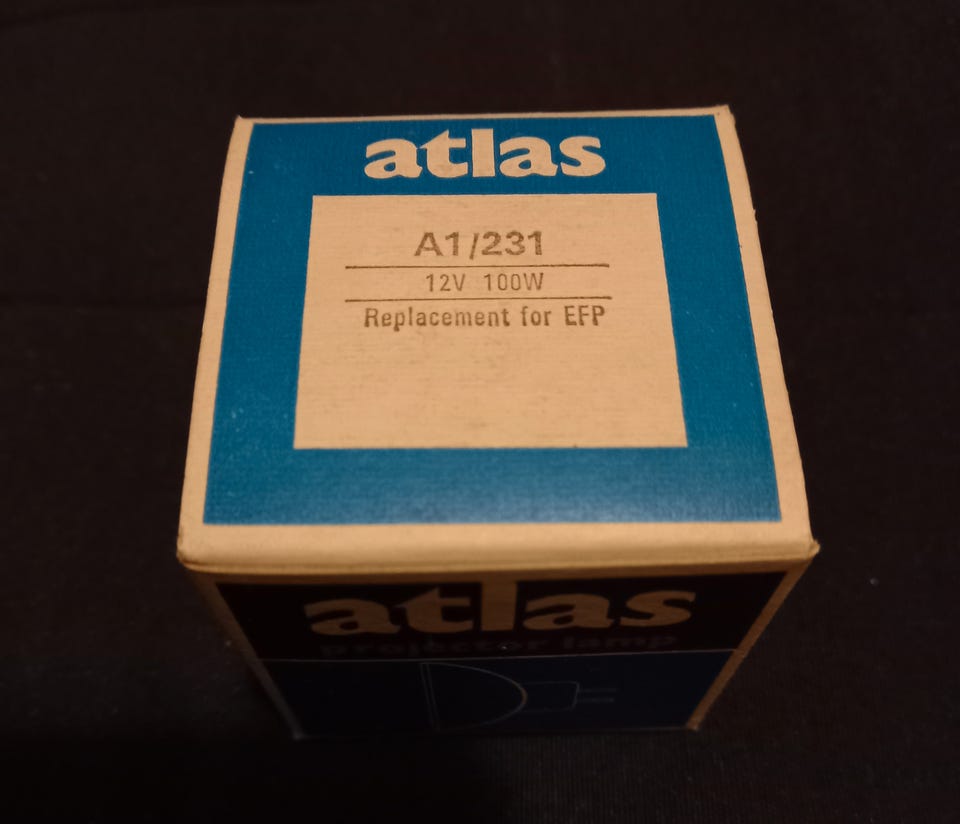 atlas
A1/231
12V 100W
Replacement for EFP
atlas
projector lamp